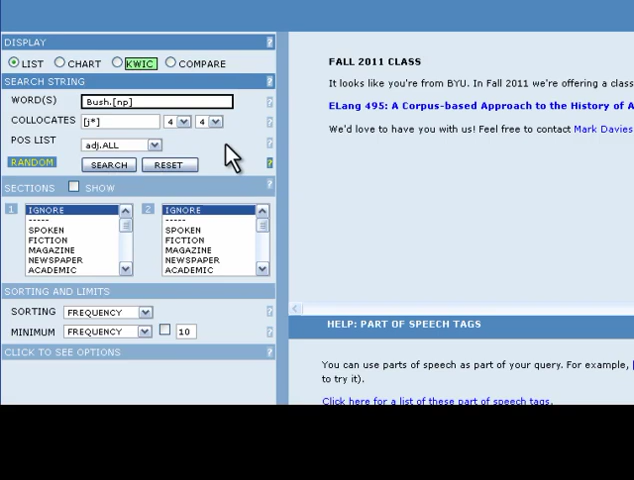 DISPLAY ?
LIST CHART KWIC COMPARE
SEARCH STRING ?
WORD(S) Bush.[np] ?
COLLOCATES [j*] 4 4 ?
POS LIST adj.ALL ?
RANDOM SEARCH RESET ?
SECTIONS SHOW ?
1 IGNORE
-----
SPOKEN
FICTION
MAGAZINE
NEWSPAPER
ACADEMIC
2 IGNORE
-----
SPOKEN
FICTION
MAGAZINE
NEWSPAPER
ACADEMIC
SORTING AND LIMITS
SORTING FREQUENCY ?
MINIMUM FREQUENCY 10 ?
CLICK TO SEE OPTIONS ?
FALL 2011 CLASS
It looks like you're from BYU. In Fall 2011 we're offering a class
ELang 495: A Corpus-based Approach to the History of A
We'd love to have you with us! Feel free to contact Mark Davies
HELP: PART OF SPEECH TAGS
You can use parts of speech as part of your query. For example, [
to try it).
Click here for a list of these part of speech tags.